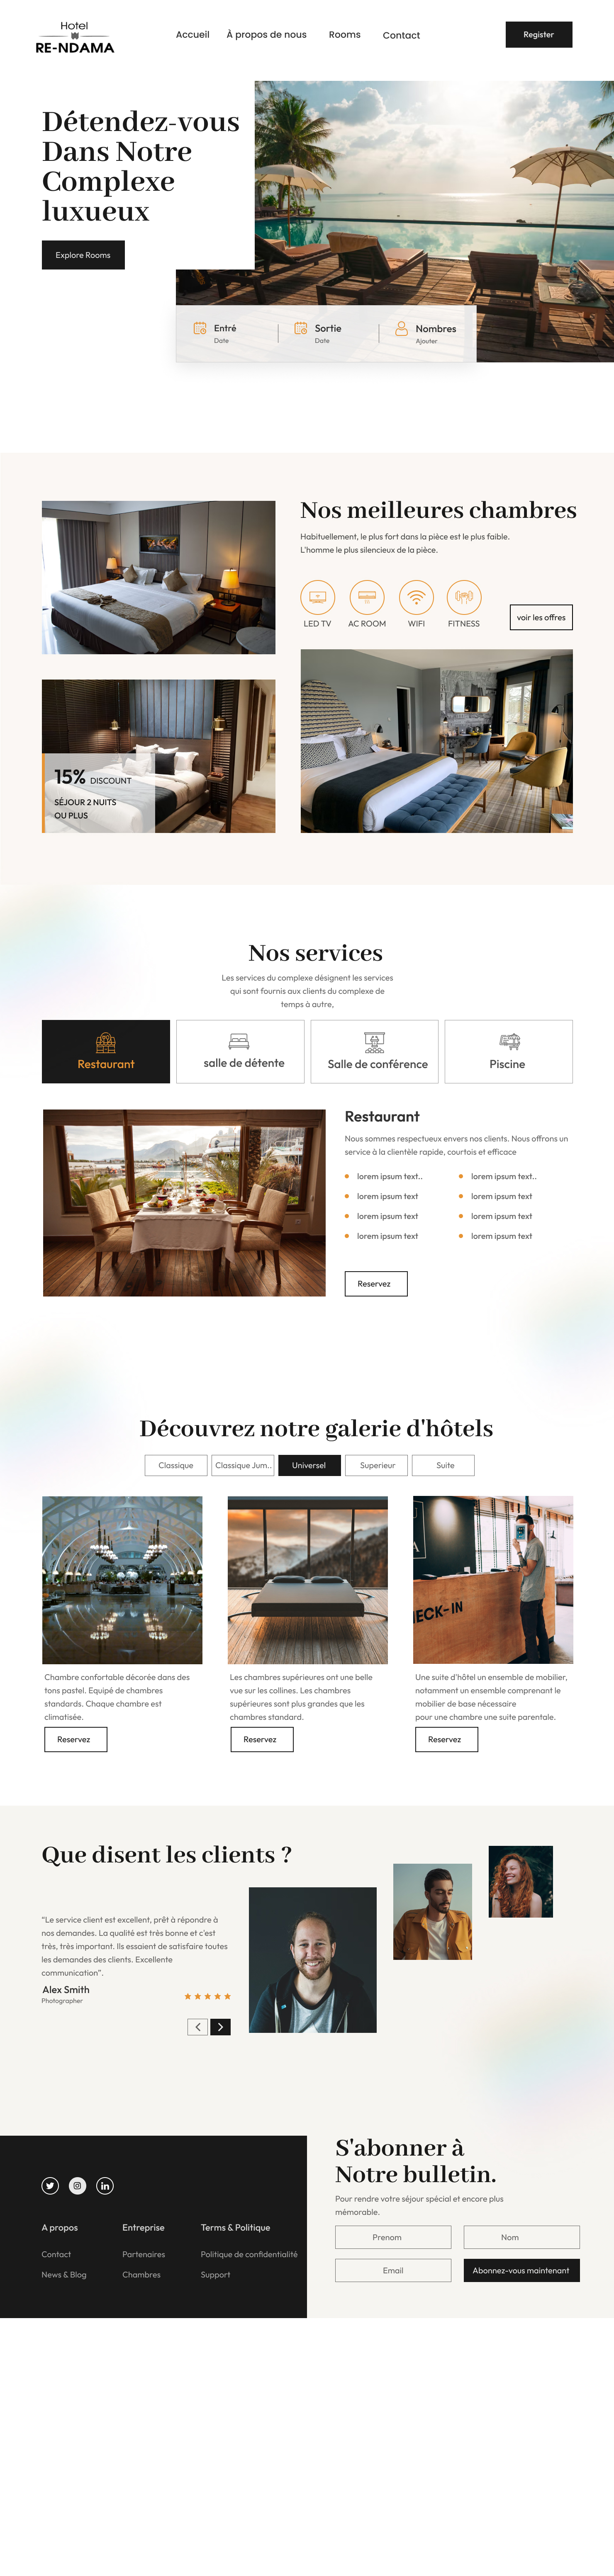 Hotel
RE-NDAMA
Accueil
À propos de nous
Rooms
Contact
Register
Détendez-vous
Dans Notre
Complexe
luxueux
Explore Rooms
Entré
Date
Sortie
Date
Nombres
Ajouter
Nos meilleures chambres
Habituellement, le plus fort dans la pièce est le plus faible.
L'homme le plus silencieux de la pièce.
LED TV
AC ROOM
WIFI
FITNESS
voir les offres
15% DISCOUNT
SÉJOUR 2 NUITS
OU PLUS
Nos services
Les services du complexe désignent les services
qui sont fournis aux clients du complexe de
temps à autre,
Restaurant
salle de détente
Salle de conférence
Piscine
Restaurant
Nous sommes respectueux envers nos clients. Nous offrons un
service à la clientèle rapide, courtois et efficace
lorem ipsum text..
lorem ipsum text..
lorem ipsum text
lorem ipsum text
lorem ipsum text
lorem ipsum text
lorem ipsum text
lorem ipsum text
Reservez
Découvrez notre galerie d'hôtels
Classique
Classique Jum..
Universel
Superieur
Suite
ECK-IN
Chambre confortable décorée dans des
tons pastel. Equipé de chambres
standards. Chaque chambre est
climatisée.
Reservez
Les chambres supérieures ont une belle
vue sur les collines. Les chambres
supérieures sont plus grandes que les
chambres standard.
Reservez
Une suite d'hôtel un ensemble de mobilier,
notamment un ensemble comprenant le
mobilier de base nécessaire
pour une chambre une suite parentale.
Reservez
Que disent les clients ?
"Le service client est excellent, prêt à répondre à
nos demandes. La qualité est très bonne et c'est
très, très important. Ils essaient de satisfaire toutes
les demandes des clients. Excellente
communication".
Alex Smith
Photographer
S'abonner à
Notre bulletin.
Pour rendre votre séjour spécial et encore plus
mémorable.
Prenom
Nom
Email
Abonnez-vous maintenant
A propos
Entreprise
Terms & Politique
Contact
Partenaires
Politique de confidentialité
News & Blog
Chambres
Support